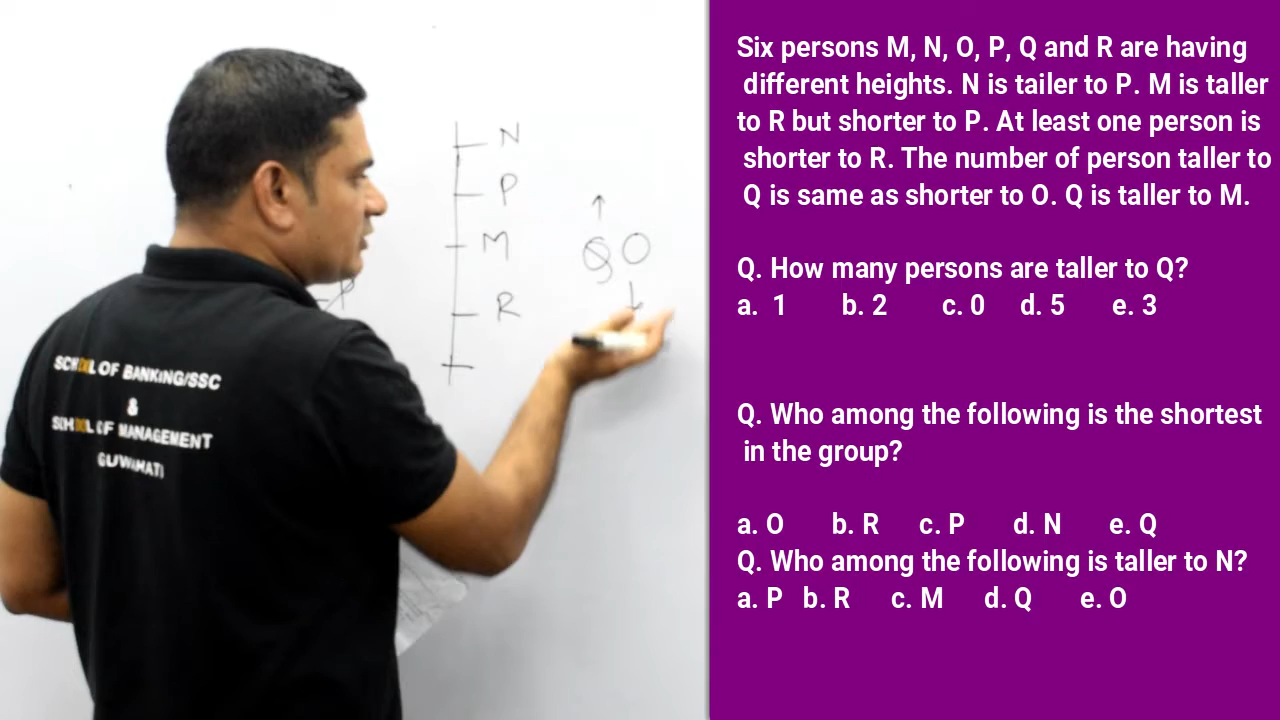 Six persons M, N, O, P, Q and R are having
different heights. N is tailer to P. M is taller
to R but shorter to P. At least one person is
shorter to R. The number of person taller to
Q is same as shorter to O. Q is taller to M.
Q. How many persons are taller to Q?
a. 1 b. 2 c. 0 d. 5 e. 3
Q. Who among the following is the shortest
in the group?
a. O b. R c. P d. N e. Q
Q. Who among the following is taller to N?
a. P b. R c. M d. Q e. O
N
P
M
R
Q O
SCHOOL OF BANKING/SSC
&
SCHOOL OF MANAGEMENT
GUWAHATI